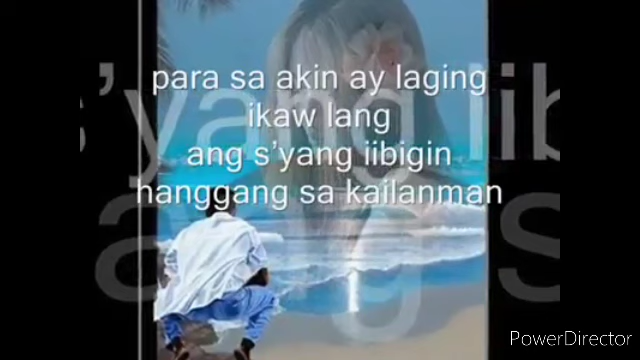 para sa akin ay laging
ikaw lang
ang s’yang iibigin
hanggang sa kailanman
PowerDirector